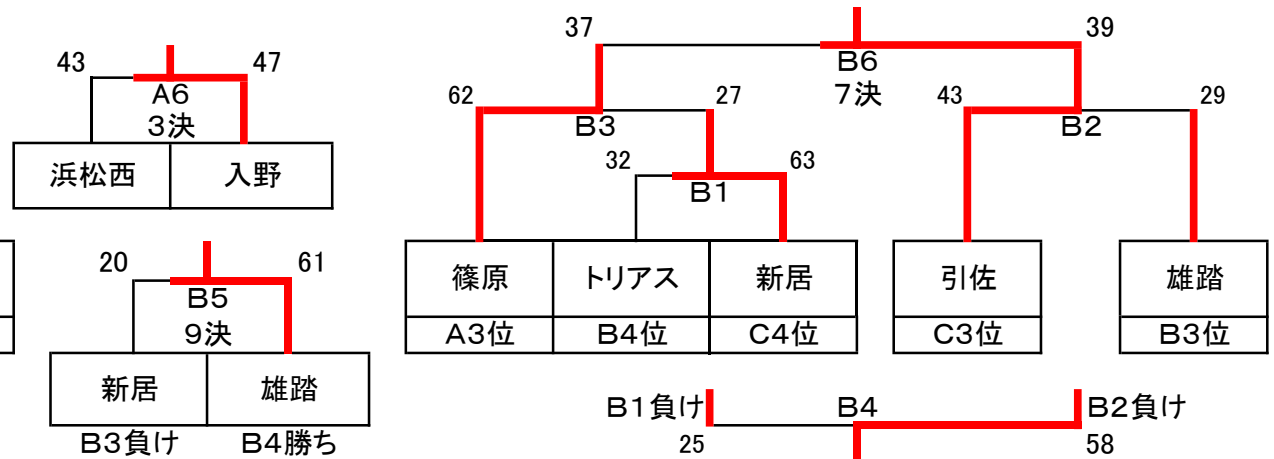 43 47
A6
3決
浜松西 入野
20 61
B5
9決
新居 雄踏
B3負け B4勝ち
37 39
B6
7決
62 27 43 29
B3 B2
32 63
B1
篠原 トリアス 新居 引佐 雄踏
A3位 B4位 C4位 C3位 B3位
B1負け B4 B2負け
25 58